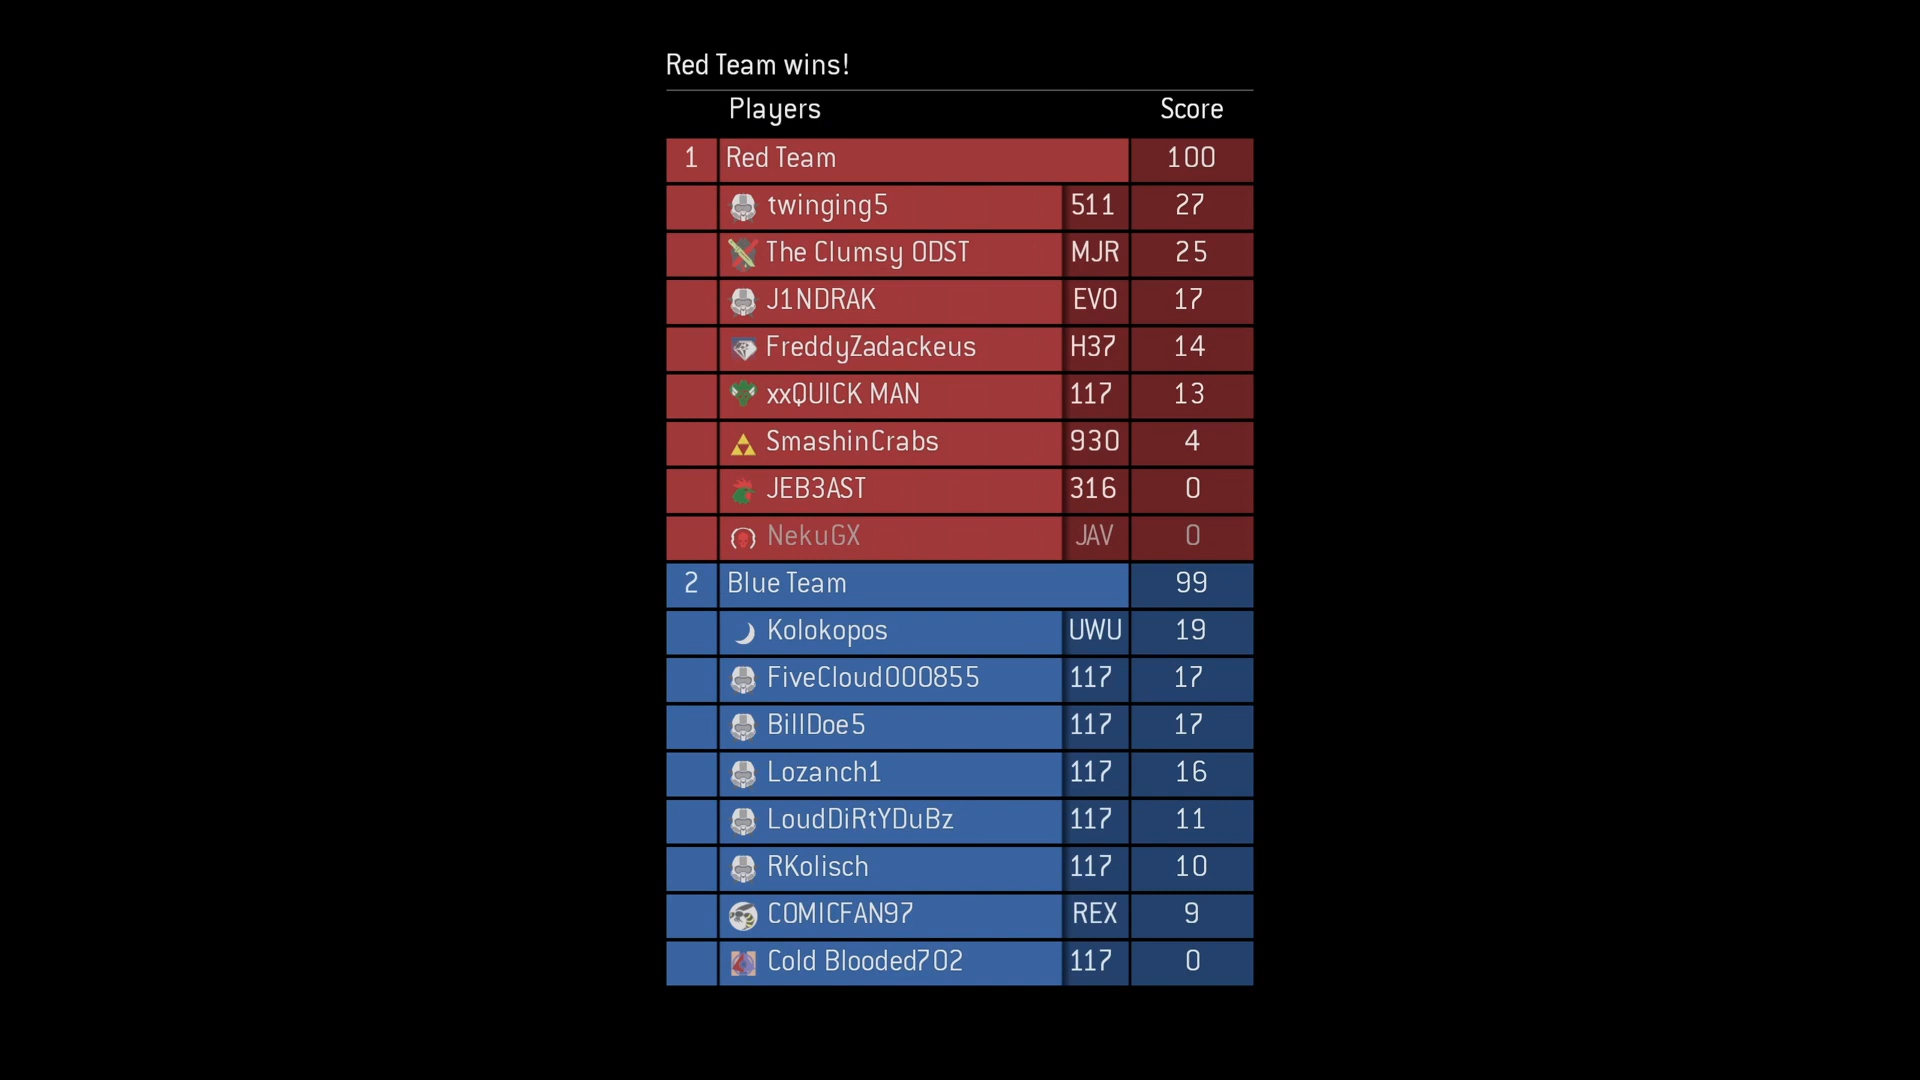 Red Team wins!
Players Score
1 Red Team 100
twinging5 511 27
The Clumsy ODST MJR 25
J1NDRAK EVO 17
FreddyZadackeus H37 14
xxQUICK MAN 117 13
SmashinCrabs 930 4
JEB3AST 316 0
NekuGX JAV 0
2 Blue Team 99
Kolokopos UWU 19
FiveCloud000855 117 17
BillDoe5 117 17
Lozanch1 117 16
LoudDiRtYDuBz 117 11
RKolisch 117 10
COMICFAN97 REX 9
Cold Blooded702 117 0